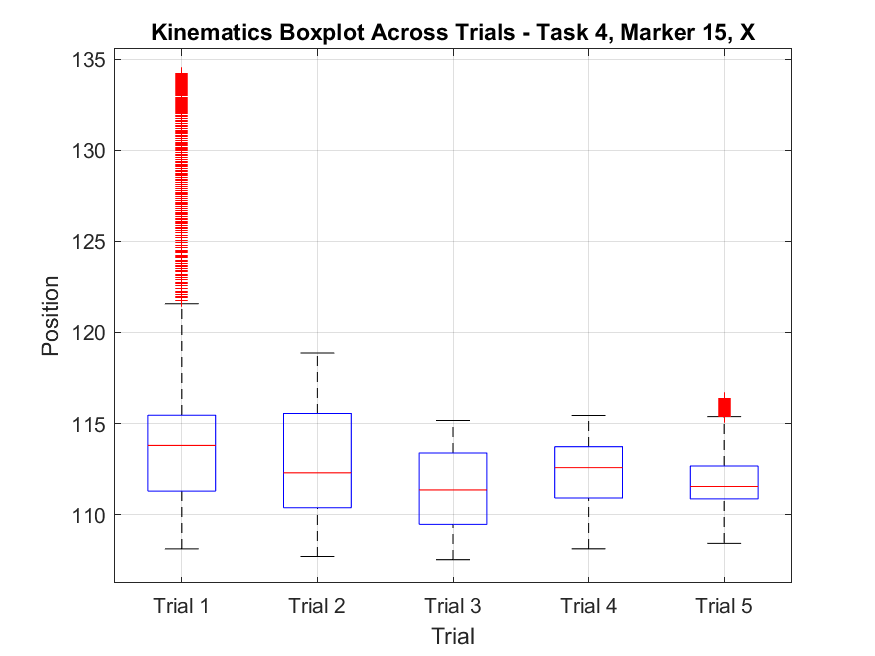 Kinematics Boxplot Across Trials - Task 4, Marker 15, X
135
130
125
120
115
110
Position
Trial 1 Trial 2 Trial 3 Trial 4 Trial 5
Trial